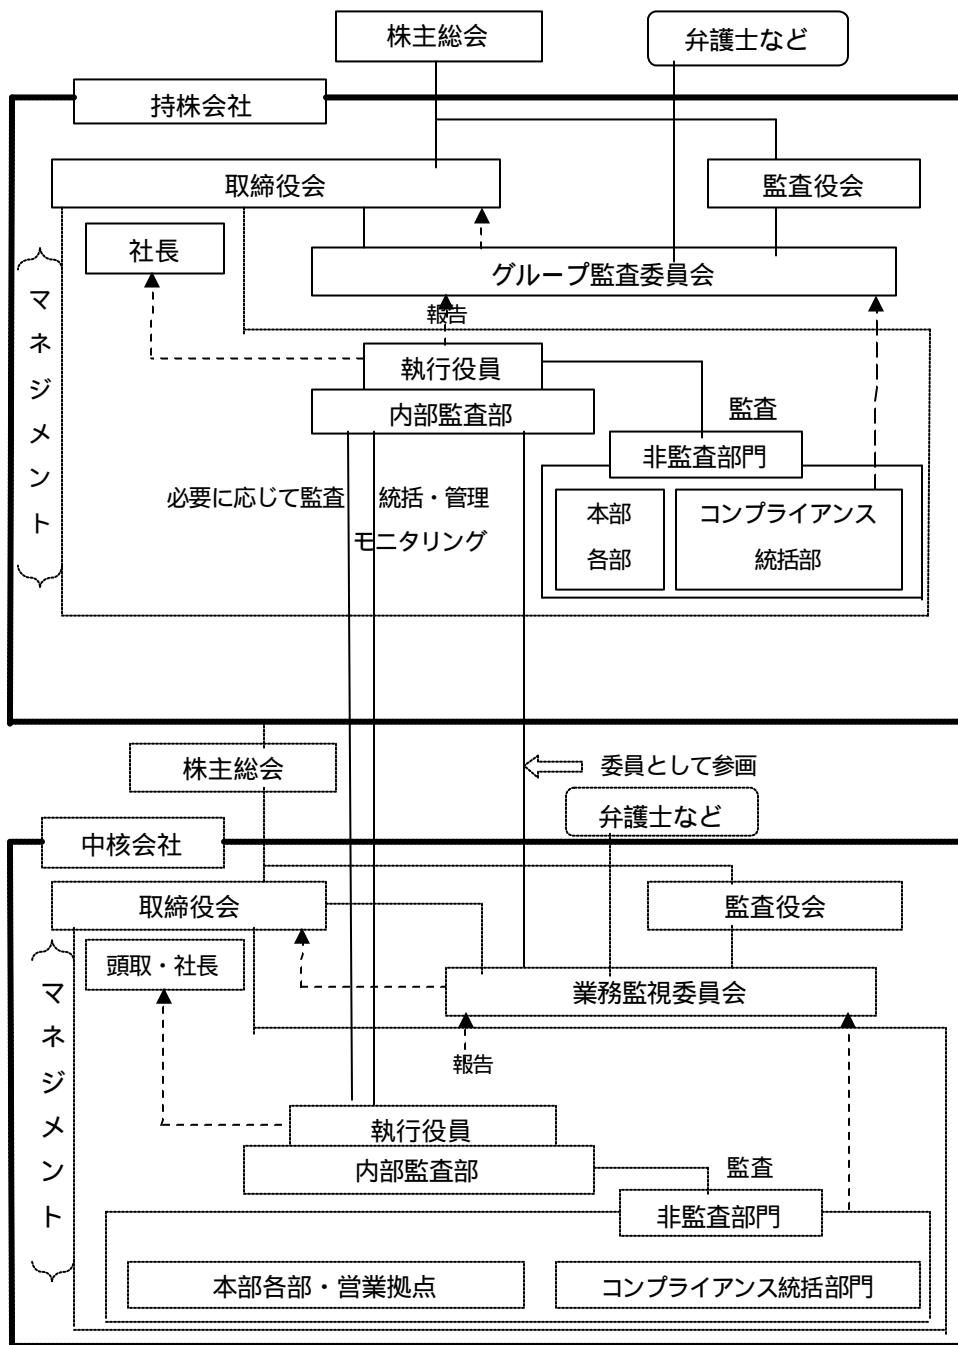 株主総会
弁護士など
持株会社
取締役会
監査役会
社長
グループ監査委員会
マネジメント
報告
執行役員
内部監査部
監査
非監査部門
必要に応じて監査
統括・管理
モニタリング
本部
各部
コンプライアンス
統括部
株主総会
委員として参画
弁護士など
中核会社
取締役会
監査役会
頭取・社長
業務監視委員会
マネジメント
報告
執行役員
内部監査部
監査
非監査部門
本部各部・営業拠点
コンプライアンス統括部門